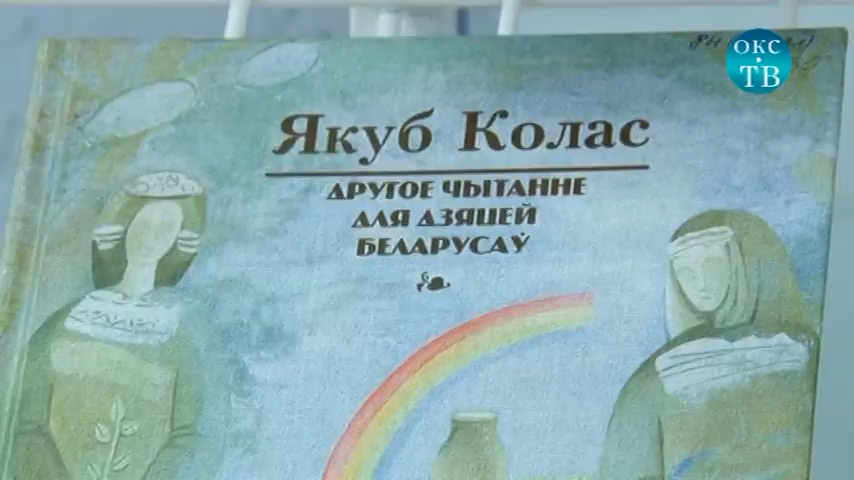 ОКС
ТВ
Якуб Колас
ДРУГОЕ ЧЫТАННЕ
ДЛЯ ДЗЯЦЕЙ
БЕЛАРУСАЎ